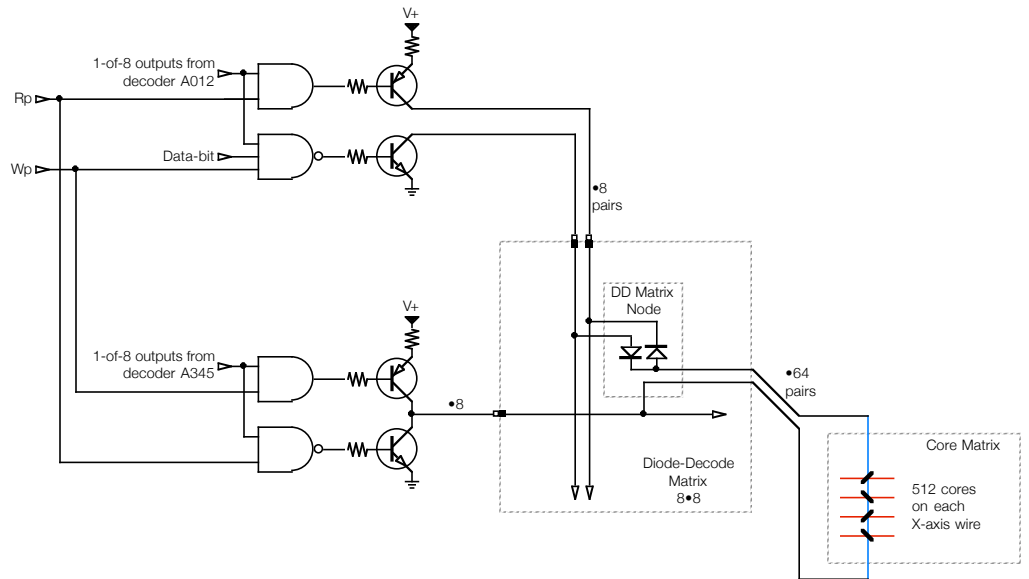 V+
1-of-8 outputs from
decoder A012
Rp
Data-bit
Wp
•8
pairs
DD Matrix
Node
V+
1-of-8 outputs from
decoder A345
•8
•64
pairs
Diode-Decode
Matrix
8•8
Core Matrix
512 cores
on each
X-axis wire